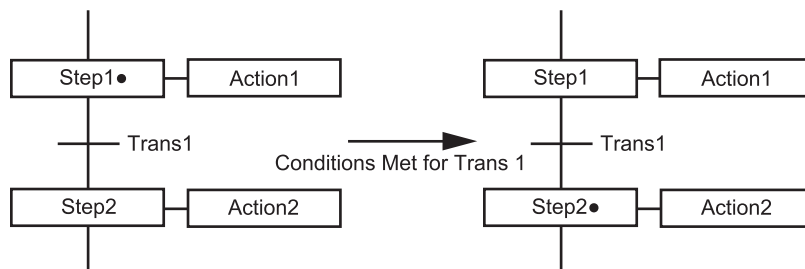 Step1
Action1
Trans1
Step2
Action2
Conditions Met for Trans 1
Step1
Action1
Trans1
Step2
Action2